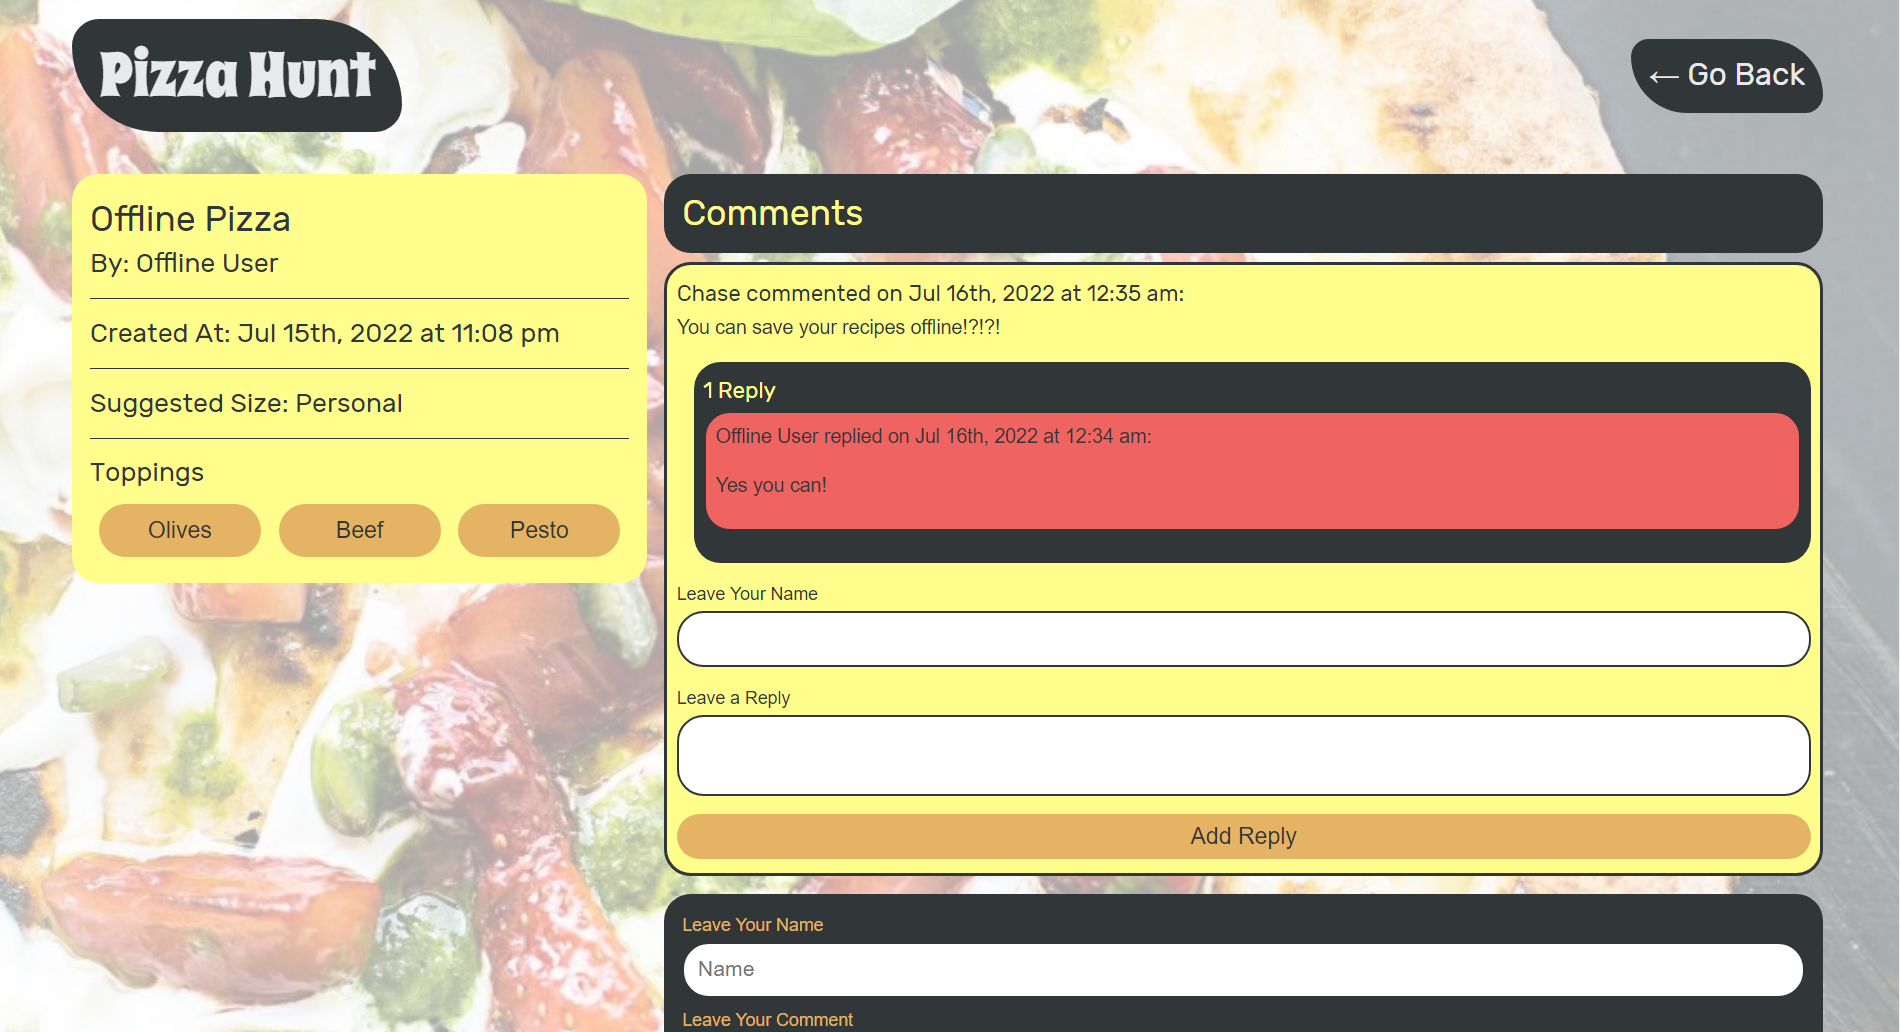 Pizza Hunt
← Go Back
Offline Pizza
By: Offline User
Created At: Jul 15th, 2022 at 11:08 pm
Suggested Size: Personal
Toppings
Olives
Beef
Pesto
Comments
Chase commented on Jul 16th, 2022 at 12:35 am:
You can save your recipes offline!?!?!
1 Reply
Offline User replied on Jul 16th, 2022 at 12:34 am:
Yes you can!
Leave Your Name
Leave a Reply
Add Reply
Leave Your Name
Name
Leave Your Comment